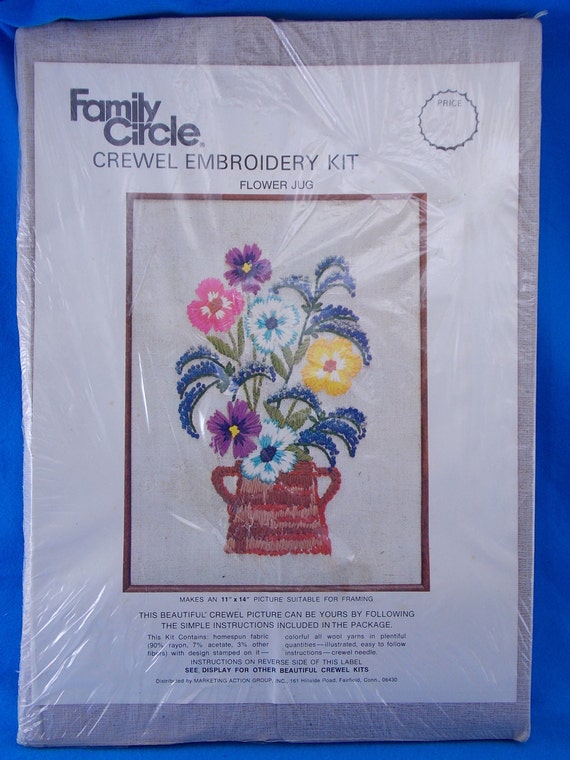 Family
Circle®
PRICE
CREWEL EMBROIDERY KIT
FLOWER JUG
MAKES AN 11" x 14" PICTURE SUITABLE FOR FRAMING
THIS BEAUTIFUL CREWEL PICTURE CAN BE YOURS BY FOLLOWING
THE SIMPLE INSTRUCTIONS INCLUDED IN THE PACKAGE.
This Kit Contains: homespun fabric
(90% rayon, 7% acetate, 3% other
fibers) with design stamped on it—
colorful all wool yarns in plentiful
quantities—illustrated, easy to follow
instructions—crewel needle.
INSTRUCTIONS ON REVERSE SIDE OF THIS LABEL
SEE DISPLAY FOR OTHER BEAUTIFUL CREWEL KITS
Distributed by MARKETING ACTION GROUP, INC., 161 Hillside Road, Fairfield, Conn., 06430